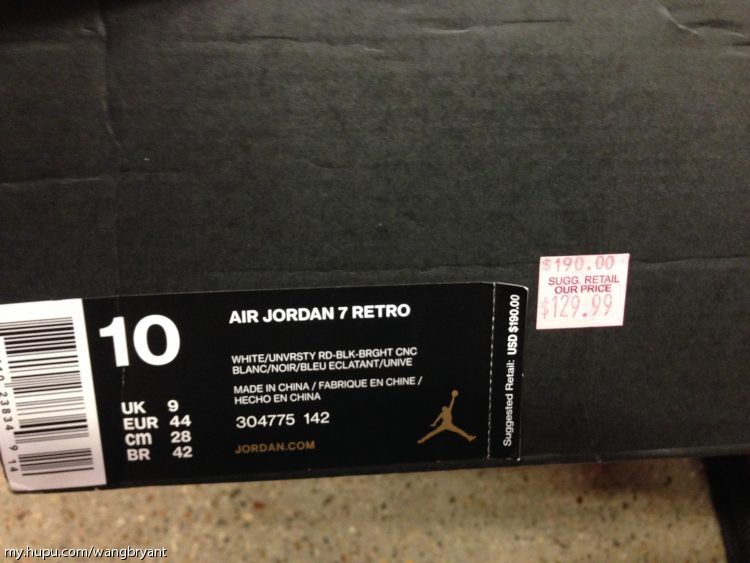 $190.00
SUGG. RETAIL
OUR PRICE
$129.99
AIR JORDAN 7 RETRO
10
WHITE/UNVRSTY RD-BLK-BRGHT CNC
BLANC/NOIR/BLEU ECLATANT/UNIVE
MADE IN CHINA / FABRIQUE EN CHINE /
HECHO EN CHINA
UK 9
EUR 44
cm 28
BR 42
304775 142
JORDAN.COM
Suggested Retail: USD $190.00
my.hupu.com/wangbryant